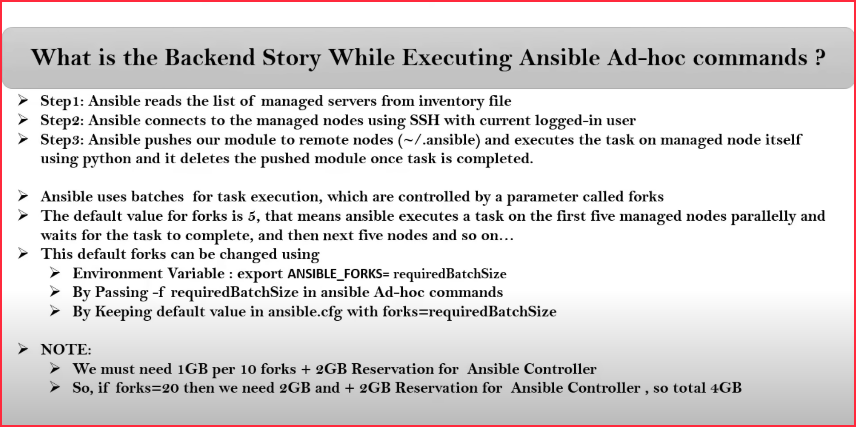 What is the Backend Story While Executing Ansible Ad-hoc commands ?
➢ Step1: Ansible reads the list of managed servers from inventory file
➢ Step2: Ansible connects to the managed nodes using SSH with current logged-in user
➢ Step3: Ansible pushes our module to remote nodes (~/.ansible) and executes the task on managed node itself
using python and it deletes the pushed module once task is completed.
➢ Ansible uses batches for task execution, which are controlled by a parameter called forks
➢ The default value for forks is 5, that means ansible executes a task on the first five managed nodes parallelly and
waits for the task to complete, and then next five nodes and so on…
➢ This default forks can be changed using
➢ Environment Variable : export ANSIBLE_FORKS= requiredBatchSize
➢ By Passing -f requiredBatchSize in ansible Ad-hoc commands
➢ By Keeping default value in ansible.cfg with forks=requiredBatchSize
➢ NOTE:
➢ We must need 1GB per 10 forks + 2GB Reservation for Ansible Controller
➢ So, if forks=20 then we need 2GB and + 2GB Reservation for Ansible Controller , so total 4GB